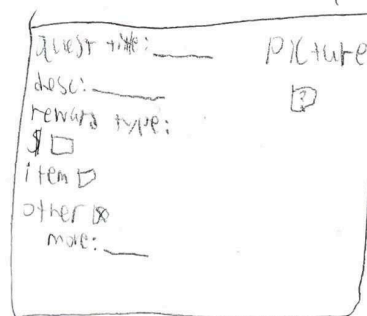 quest title: ____ Picture
desc: ____ ?
reward type:
$
item
other x
more: ____